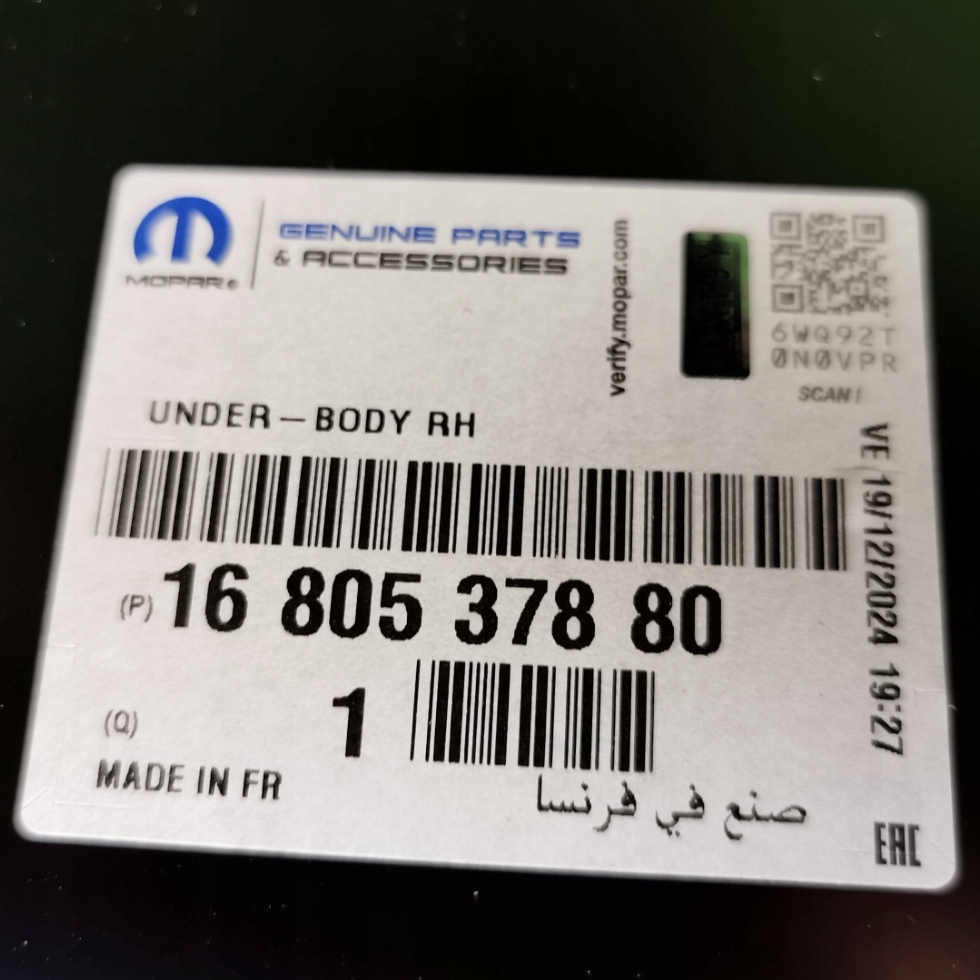 MOPAR®
GENUINE PARTS
& ACCESSORIES
verify.mopar.com
6WQ92T
0N0VPR
SCAN!
UNDER-BODY RH
VE 19/12/2024 19:27
(P) 16 805 378 80
(Q) 1
MADE IN FR
صنع في فرنسا
EAC